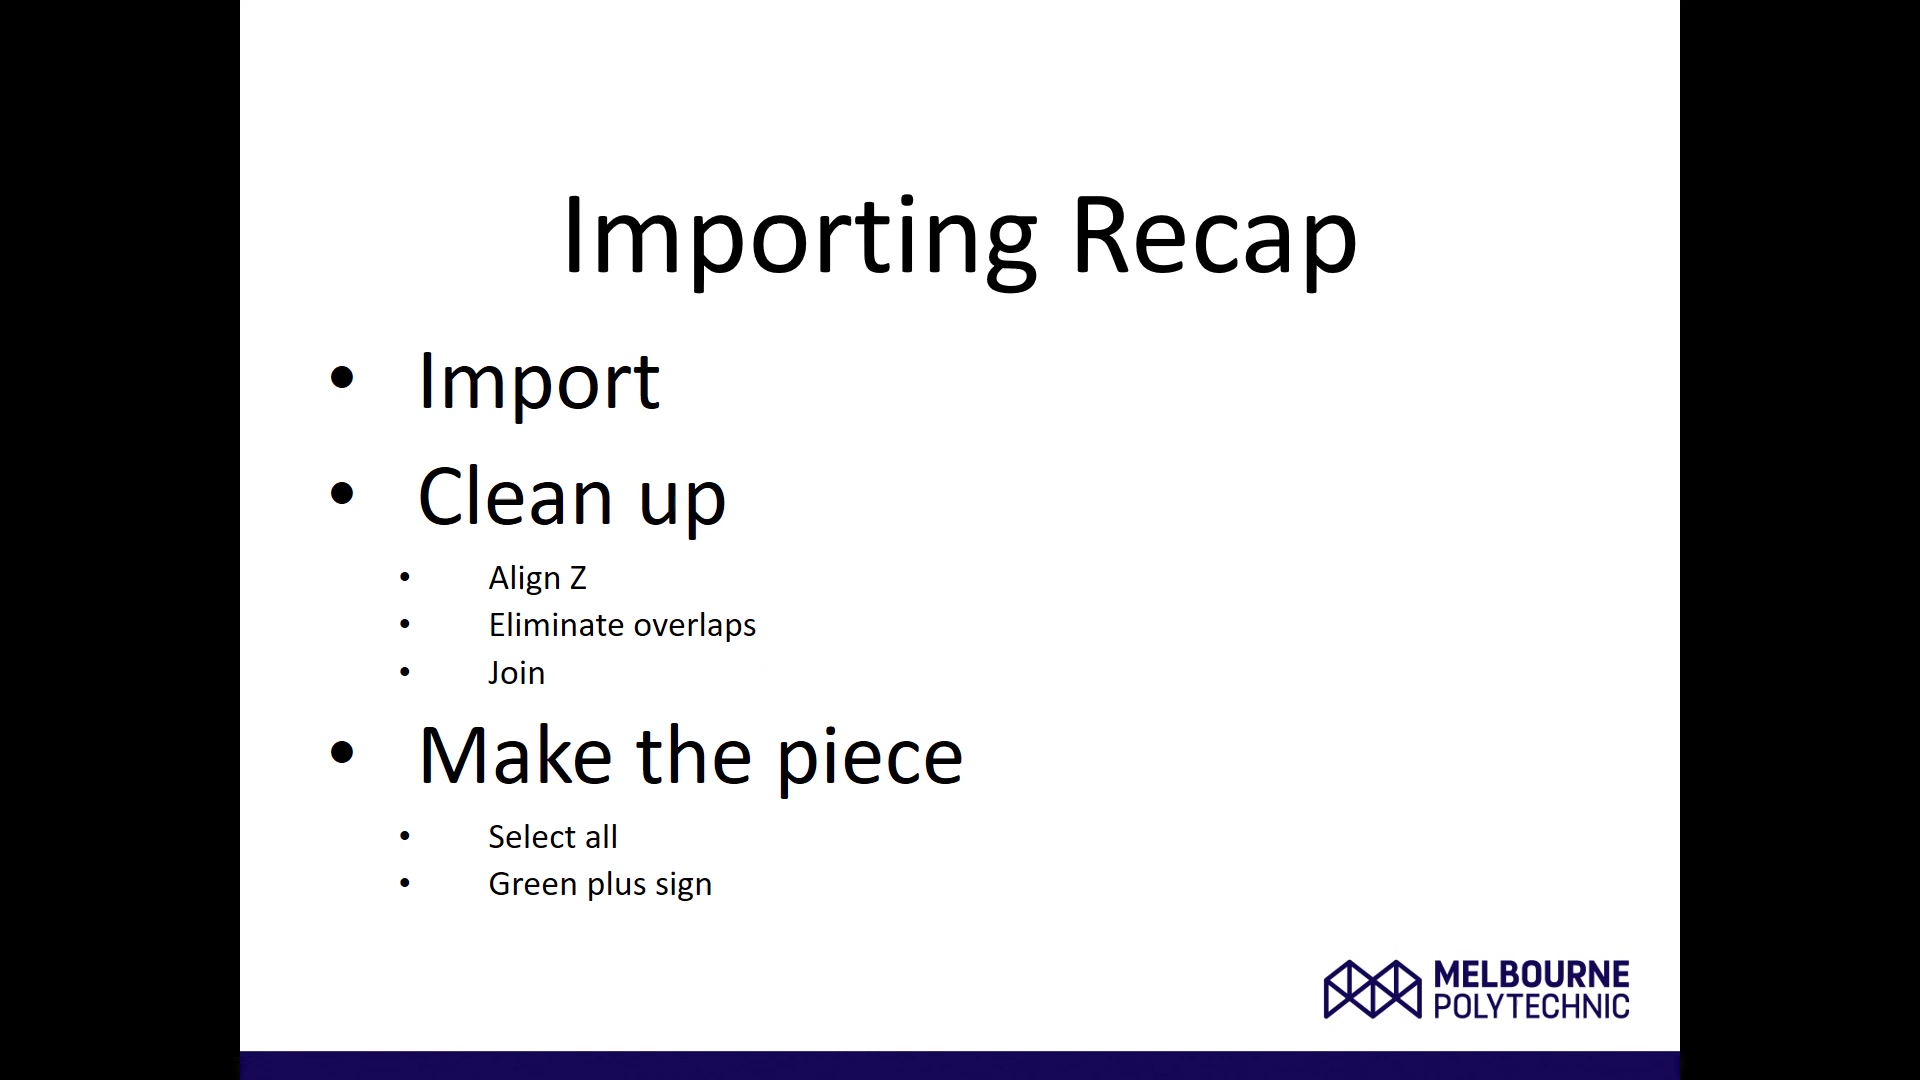 Importing Recap
• Import
• Clean up
• Align Z
• Eliminate overlaps
• Join
• Make the piece
• Select all
• Green plus sign
MELBOURNE
POLYTECHNIC